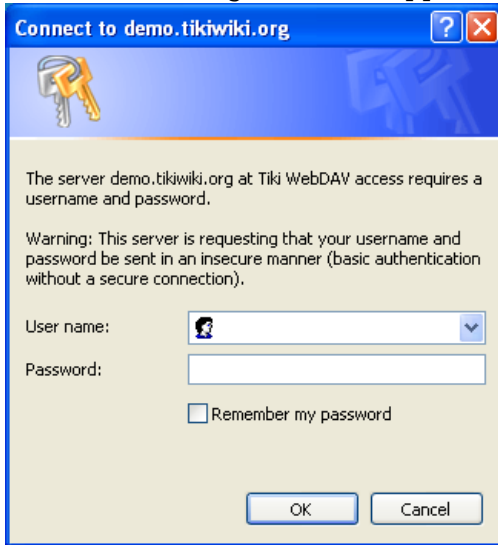 Connect to demo.tikiwiki.org
The server demo.tikiwiki.org at Tiki WebDAV access requires a
username and password.
Warning: This server is requesting that your username and
password be sent in an insecure manner (basic authentication
without a secure connection).
User name:
Password:
Remember my password
OK Cancel